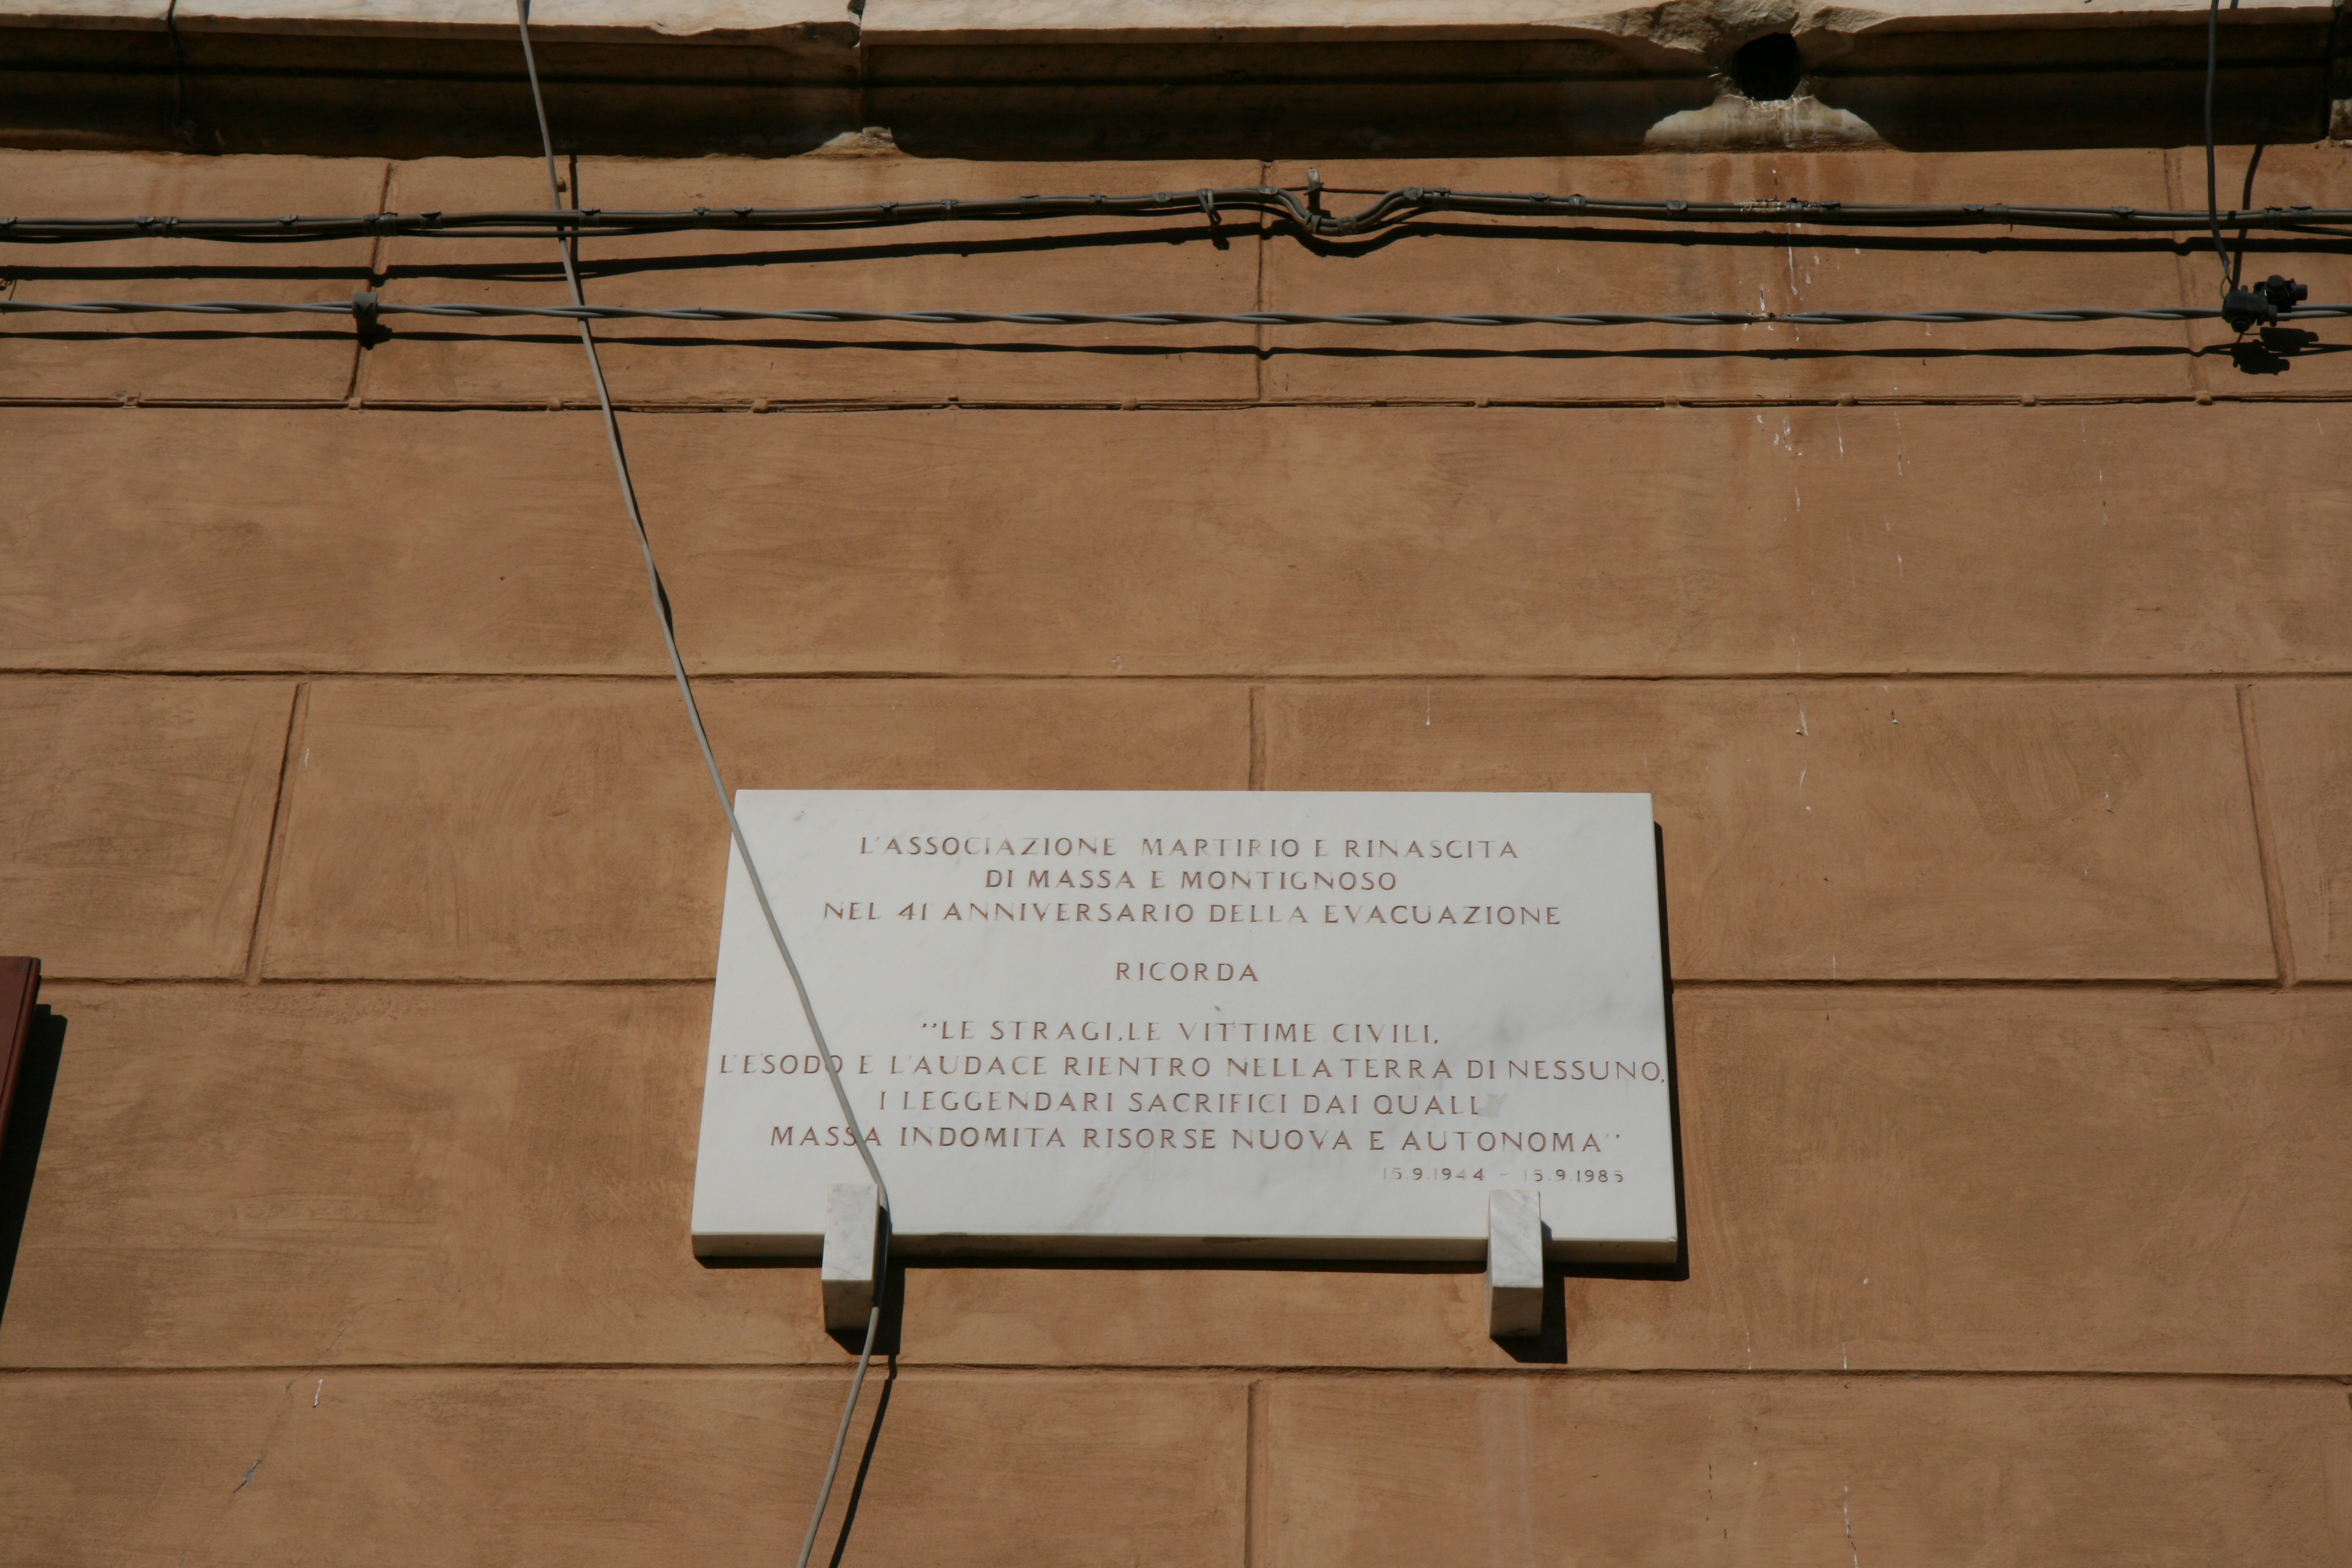 L'ASSOCIAZIONE MARTIRIO E RINASCITA
DI MASSA E MONTIGNOSO
NEL 41 ANNIVERSARIO DELLA EVACUAZIONE
RICORDA
"LE STRAGI, LE VITTIME CIVILI,
L'ESODO E L'AUDACE RIENTRO NELLA TERRA DI NESSUNO,
I LEGGENDARI SACRIFICI DAI QUALI
MASSA INDOMITA RISORSE NUOVA E AUTONOMA"
15.9.1944 - 15.9.1985